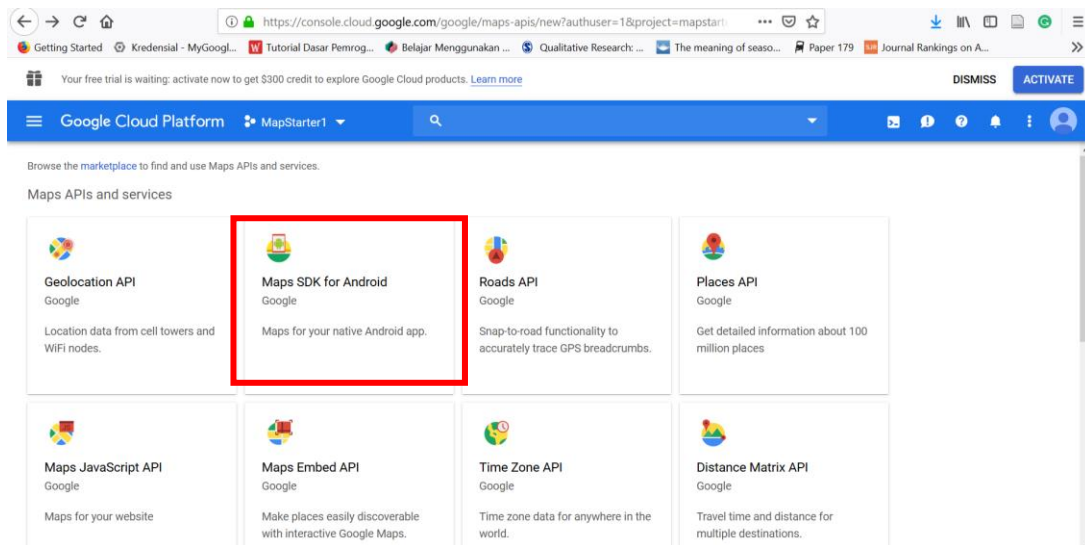 https://console.cloud.google.com/google/maps-apis/new?authuser=1&project=mapstart
Getting Started Kredensial - MyGoogl... Tutorial Dasar Pemrog... Belajar Menggunakan ... Qualitative Research: ... The meaning of seaso... Paper 179 Journal Rankings on A...
Your free trial is waiting: activate now to get $300 credit to explore Google Cloud products. Learn more DISMISS ACTIVATE
Google Cloud Platform MapStarter1
Browse the marketplace to find and use Maps APIs and services.
Maps APIs and services
Geolocation API
Google
Location data from cell towers and
WiFi nodes.
Maps SDK for Android
Google
Maps for your native Android app.
Roads API
Google
Snap-to-road functionality to
accurately trace GPS breadcrumbs.
Places API
Google
Get detailed information about 100
million places
Maps JavaScript API
Google
Maps for your website
Maps Embed API
Google
Make places easily discoverable
with interactive Google Maps.
Time Zone API
Google
Time zone data for anywhere in the
world.
Distance Matrix API
Google
Travel time and distance for
multiple destinations.